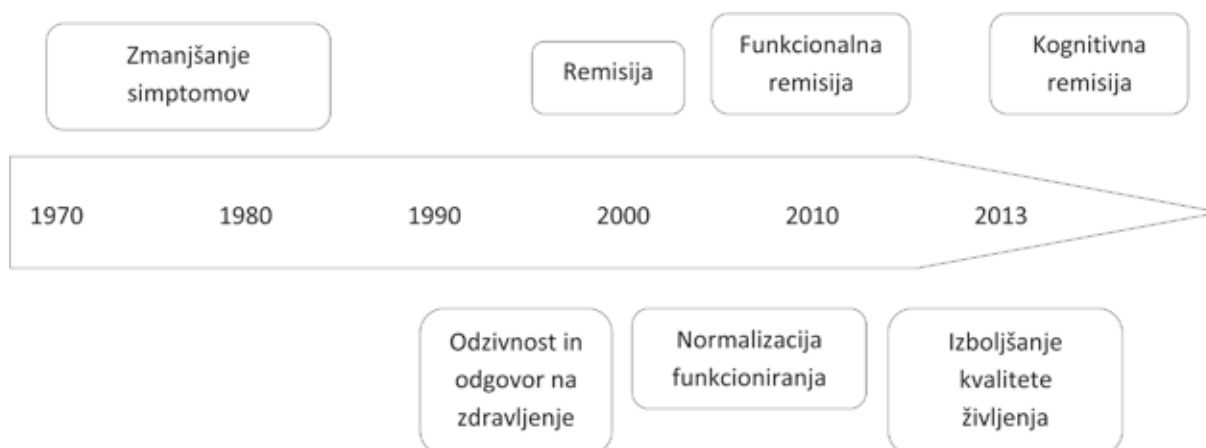 Zmanjšanje
simptomov
Remisija
Funkcionalna
remisija
Kognitivna
remisija
1970
1980
1990
2000
2010
2013
Odzivnost in
odgovor na
zdravljenje
Normalizacija
funkcioniranja
Izboljšanje
kvalitete
življenja